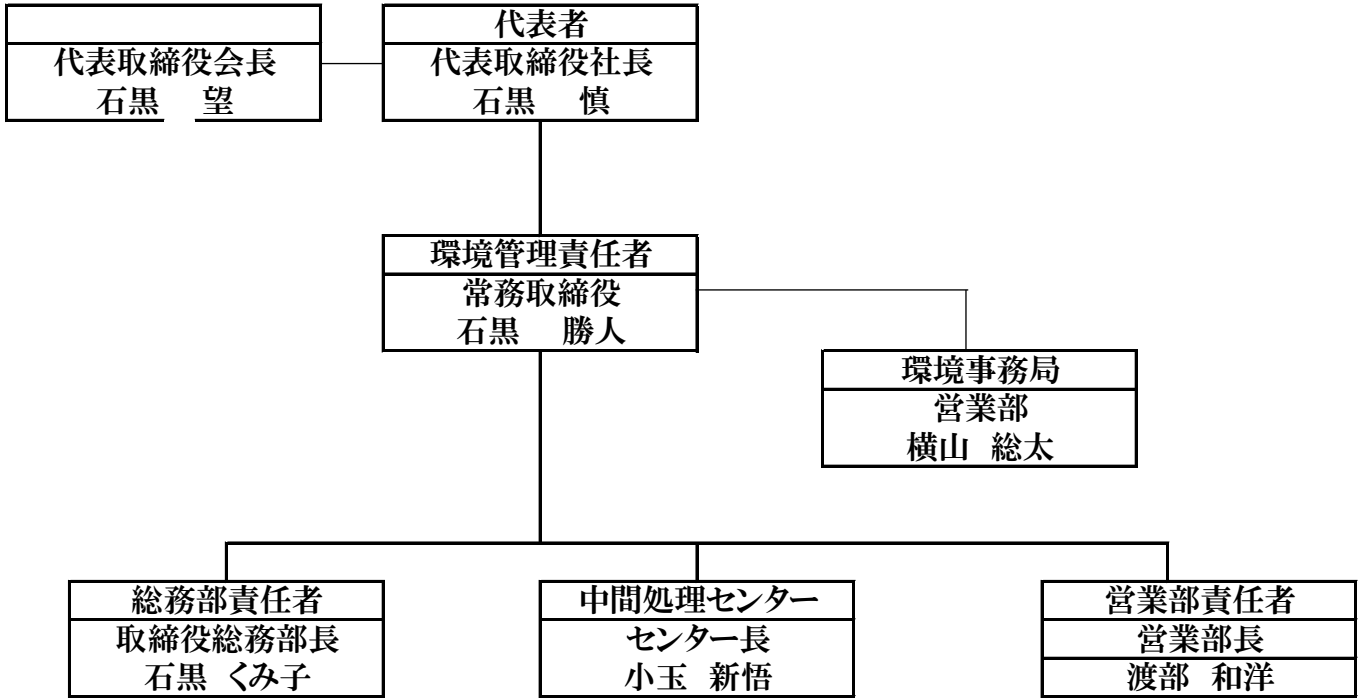 代表取締役会長
石黒 望
代表者
代表取締役社長
石黒 慎
環境管理責任者
常務取締役
石黒 勝人
環境事務局
営業部
横山 総太
総務部責任者
取締役総務部長
石黒 くみ子
中間処理センター
センター長
小玉 新悟
営業部責任者
営業部長
渡部 和洋